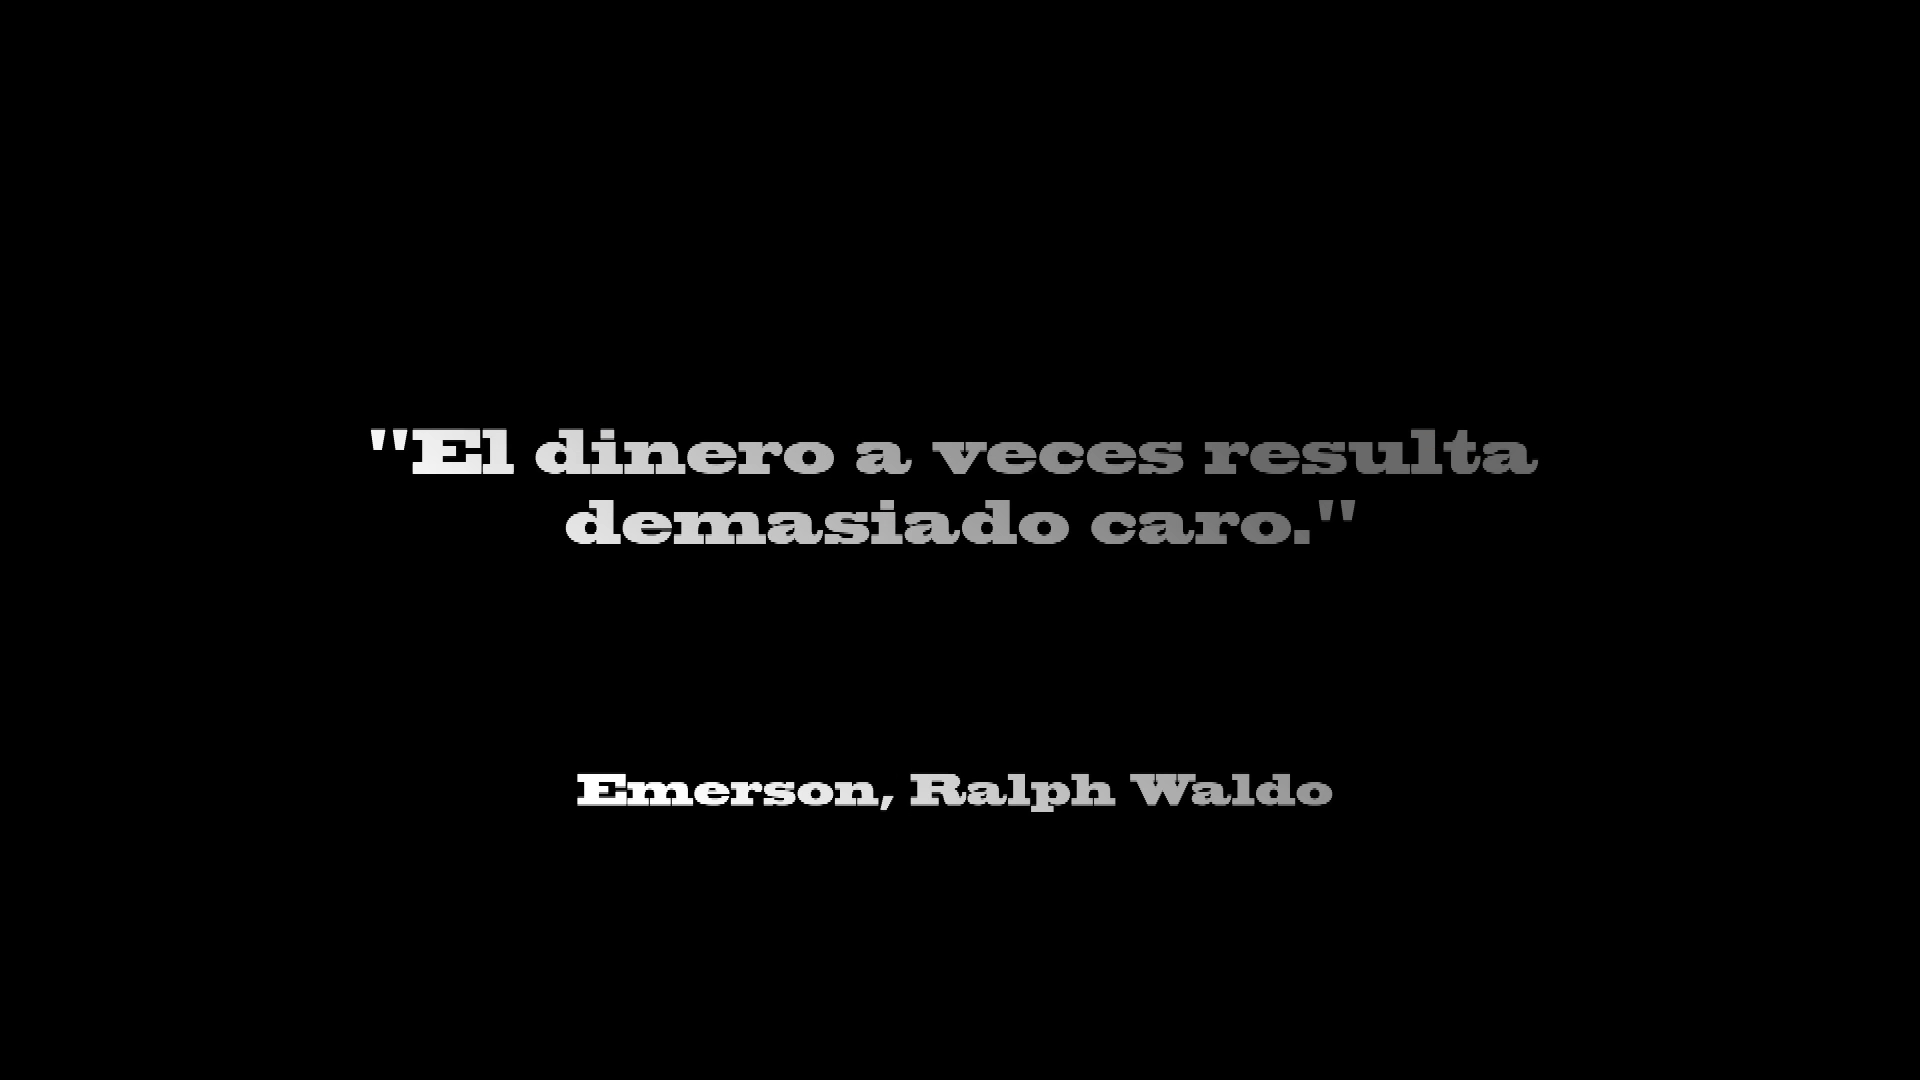 "El dinero a veces resulta
demasiado caro."
Emerson, Ralph Waldo